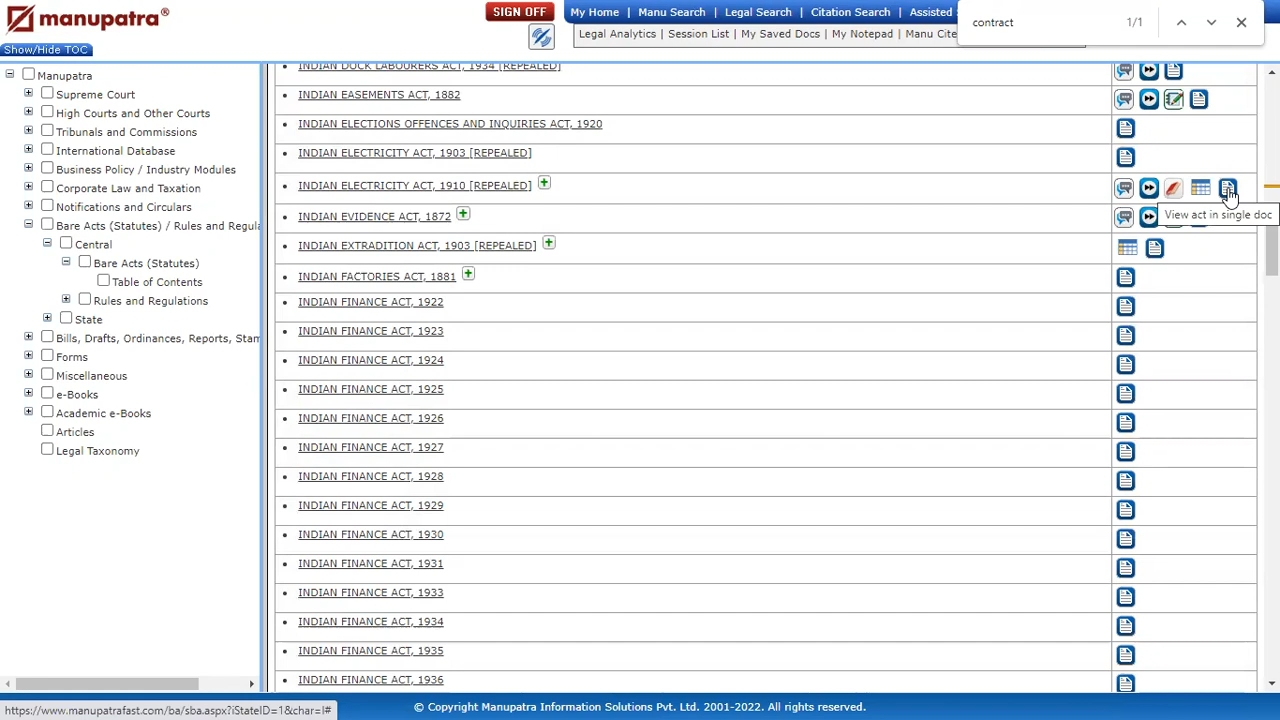 manupatra®
SIGN OFF
My Home | Manu Search | Legal Search | Citation Search | Assisted
contract 1/1
Legal Analytics | Session List | My Saved Docs | My Notepad | Manu Cite
Show/Hide TOC
Manupatra
Supreme Court
High Courts and Other Courts
Tribunals and Commissions
International Database
Business Policy / Industry Modules
Corporate Law and Taxation
Notifications and Circulars
Bare Acts (Statutes) / Rules and Regula
Central
Bare Acts (Statutes)
Table of Contents
Rules and Regulations
State
Bills, Drafts, Ordinances, Reports, Stam
Forms
Miscellaneous
e-Books
Academic e-Books
Articles
Legal Taxonomy
INDIAN DOCK LABOURERS ACT, 1934 [REPEALED]
INDIAN EASEMENTS ACT, 1882
INDIAN ELECTIONS OFFENCES AND INQUIRIES ACT, 1920
INDIAN ELECTRICITY ACT, 1903 [REPEALED]
INDIAN ELECTRICITY ACT, 1910 [REPEALED]
INDIAN EVIDENCE ACT, 1872
View act in single doc
INDIAN EXTRADITION ACT, 1903 [REPEALED]
INDIAN FACTORIES ACT, 1881
INDIAN FINANCE ACT, 1922
INDIAN FINANCE ACT, 1923
INDIAN FINANCE ACT, 1924
INDIAN FINANCE ACT, 1925
INDIAN FINANCE ACT, 1926
INDIAN FINANCE ACT, 1927
INDIAN FINANCE ACT, 1928
INDIAN FINANCE ACT, 1929
INDIAN FINANCE ACT, 1930
INDIAN FINANCE ACT, 1931
INDIAN FINANCE ACT, 1933
INDIAN FINANCE ACT, 1934
INDIAN FINANCE ACT, 1935
INDIAN FINANCE ACT, 1936
https://www.manupatrafast.com/ba/sba.aspx?iStateID=1&char=I#
© Copyright Manupatra Information Solutions Pvt. Ltd. 2001-2022. All rights reserved.